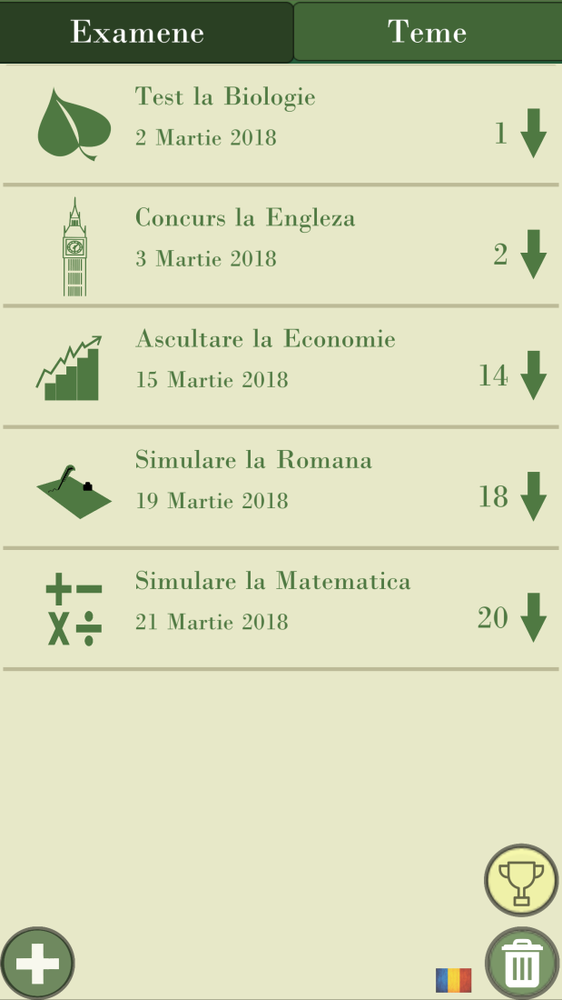 Examene
Teme
Test la Biologie
2 Martie 2018
1
Concurs la Engleza
3 Martie 2018
2
Ascultare la Economie
15 Martie 2018
14
Simulare la Romana
19 Martie 2018
18
Simulare la Matematica
21 Martie 2018
20